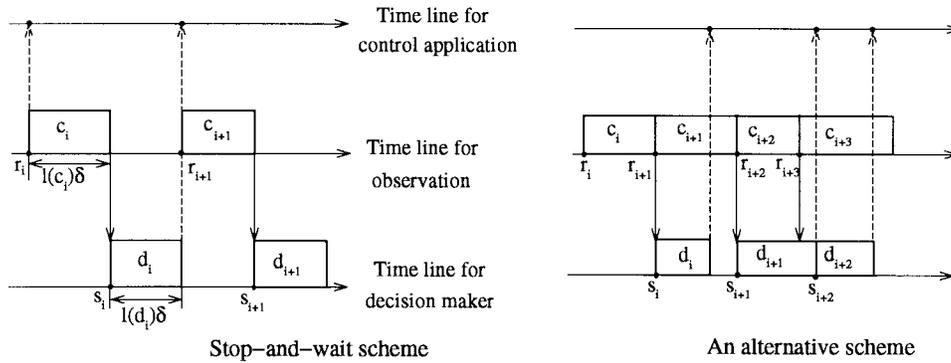 Time line for
control application
c_i
c_{i+1}
r_i
l(c_i)δ
r_{i+1}
Time line for
observation
d_i
d_{i+1}
s_i
l(d_i)δ
s_{i+1}
Time line for
decision maker
Stop−and−wait scheme
c_i
c_{i+1}
c_{i+2}
c_{i+3}
r_i
r_{i+1}
r_{i+2}
r_{i+3}
d_i
d_{i+1}
d_{i+2}
s_i
s_{i+1}
s_{i+2}
An alternative scheme